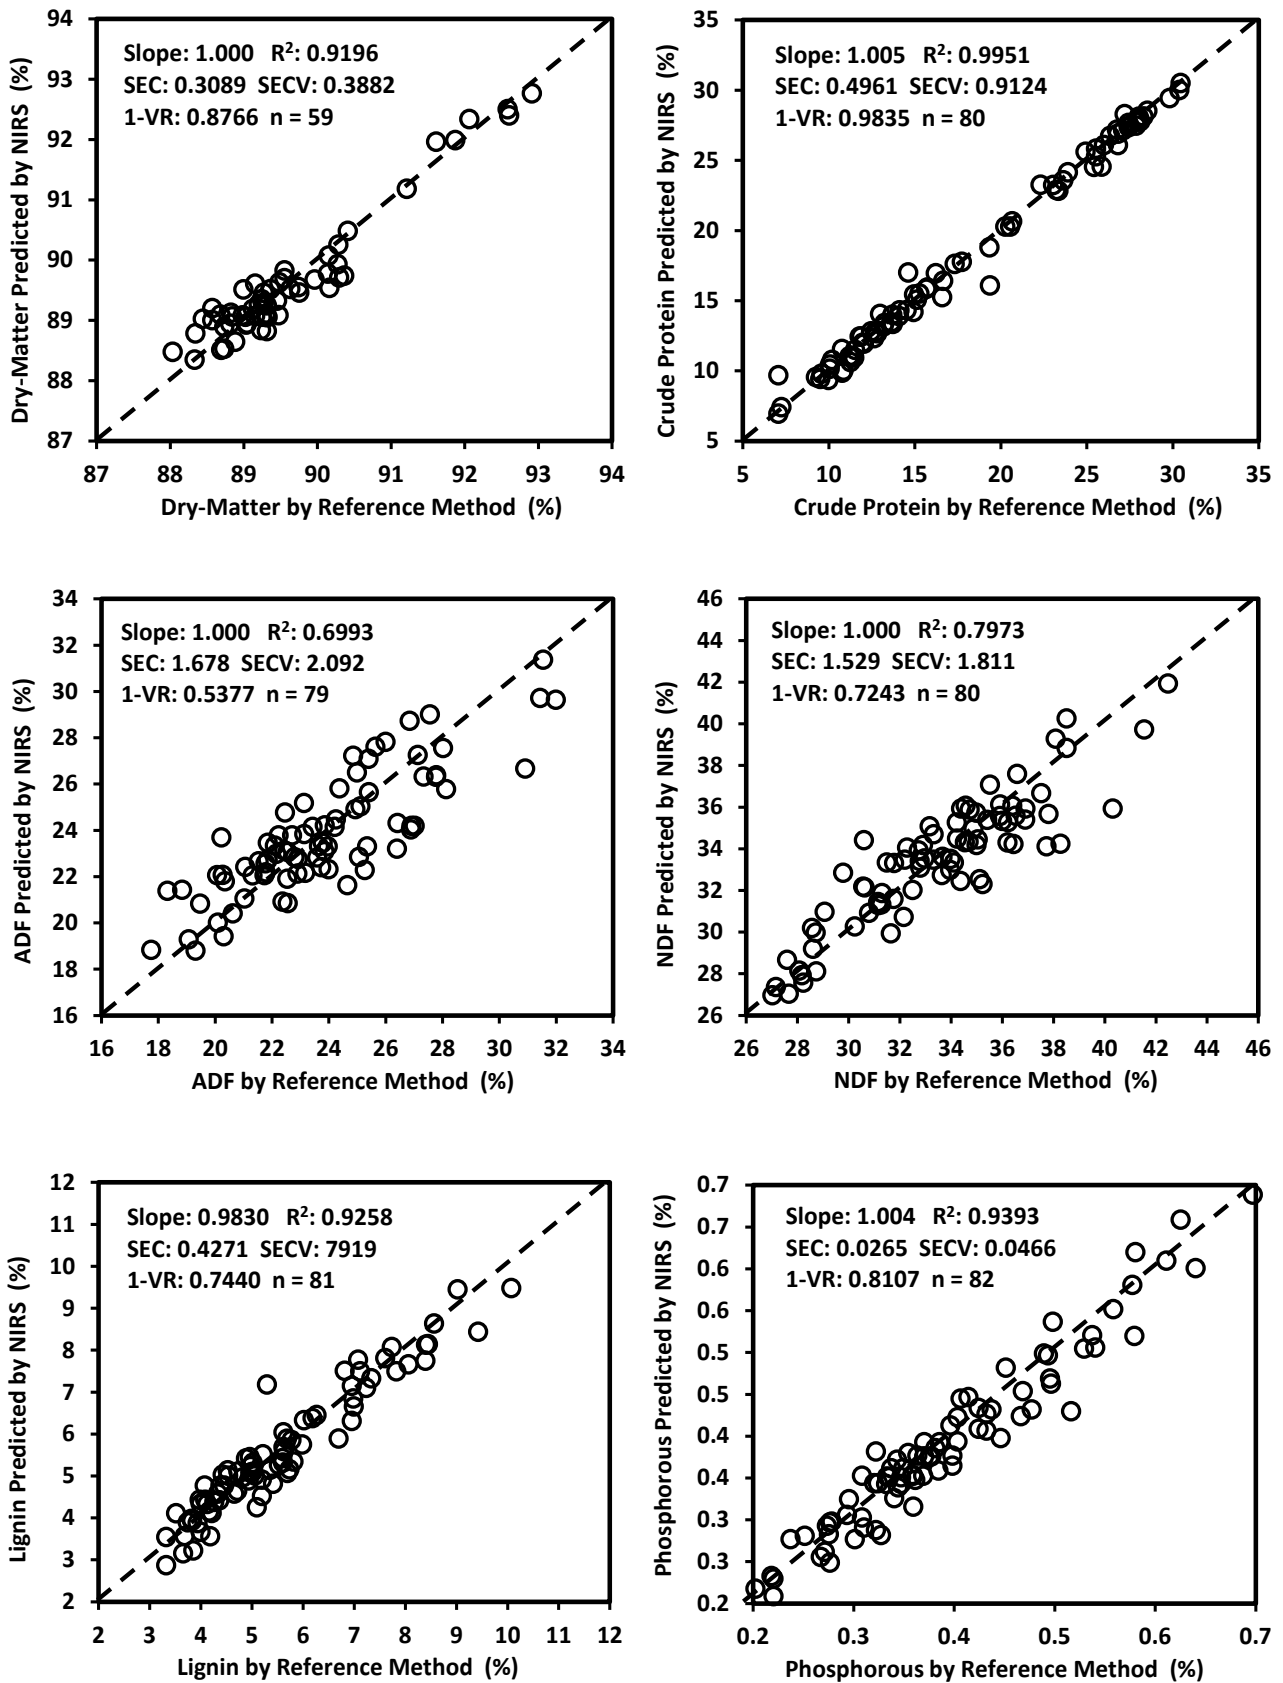 Dry-Matter Predicted by NIRS (%)
94
93
92
91
90
89
88
87
Slope: 1.000 R²: 0.9196
SEC: 0.3089 SECV: 0.3882
1-VR: 0.8766 n = 59
87 88 89 90 91 92 93 94
Dry-Matter by Reference Method (%)
Crude Protein Predicted by NIRS (%)
35
30
25
20
15
10
5
Slope: 1.005 R²: 0.9951
SEC: 0.4961 SECV: 0.9124
1-VR: 0.9835 n = 80
5 10 15 20 25 30 35
Crude Protein by Reference Method (%)
ADF Predicted by NIRS (%)
34
32
30
28
26
24
22
20
18
16
Slope: 1.000 R²: 0.6993
SEC: 1.678 SECV: 2.092
1-VR: 0.5377 n = 79
16 18 20 22 24 26 28 30 32 34
ADF by Reference Method (%)
NDF Predicted by NIRS (%)
46
44
42
40
38
36
34
32
30
28
26
Slope: 1.000 R²: 0.7973
SEC: 1.529 SECV: 1.811
1-VR: 0.7243 n = 80
26 28 30 32 34 36 38 40 42 44 46
NDF by Reference Method (%)
Lignin Predicted by NIRS (%)
12
11
10
9
8
7
6
5
4
3
2
Slope: 0.9830 R²: 0.9258
SEC: 0.4271 SECV: 7919
1-VR: 0.7440 n = 81
2 3 4 5 6 7 8 9 10 11 12
Lignin by Reference Method (%)
Phosphorous Predicted by NIRS (%)
0.7
0.7
0.6
0.6
0.5
0.5
0.4
0.4
0.3
0.3
0.2
Slope: 1.004 R²: 0.9393
SEC: 0.0265 SECV: 0.0466
1-VR: 0.8107 n = 82
0.2 0.3 0.4 0.5 0.6 0.7
Phosphorous by Reference Method (%)